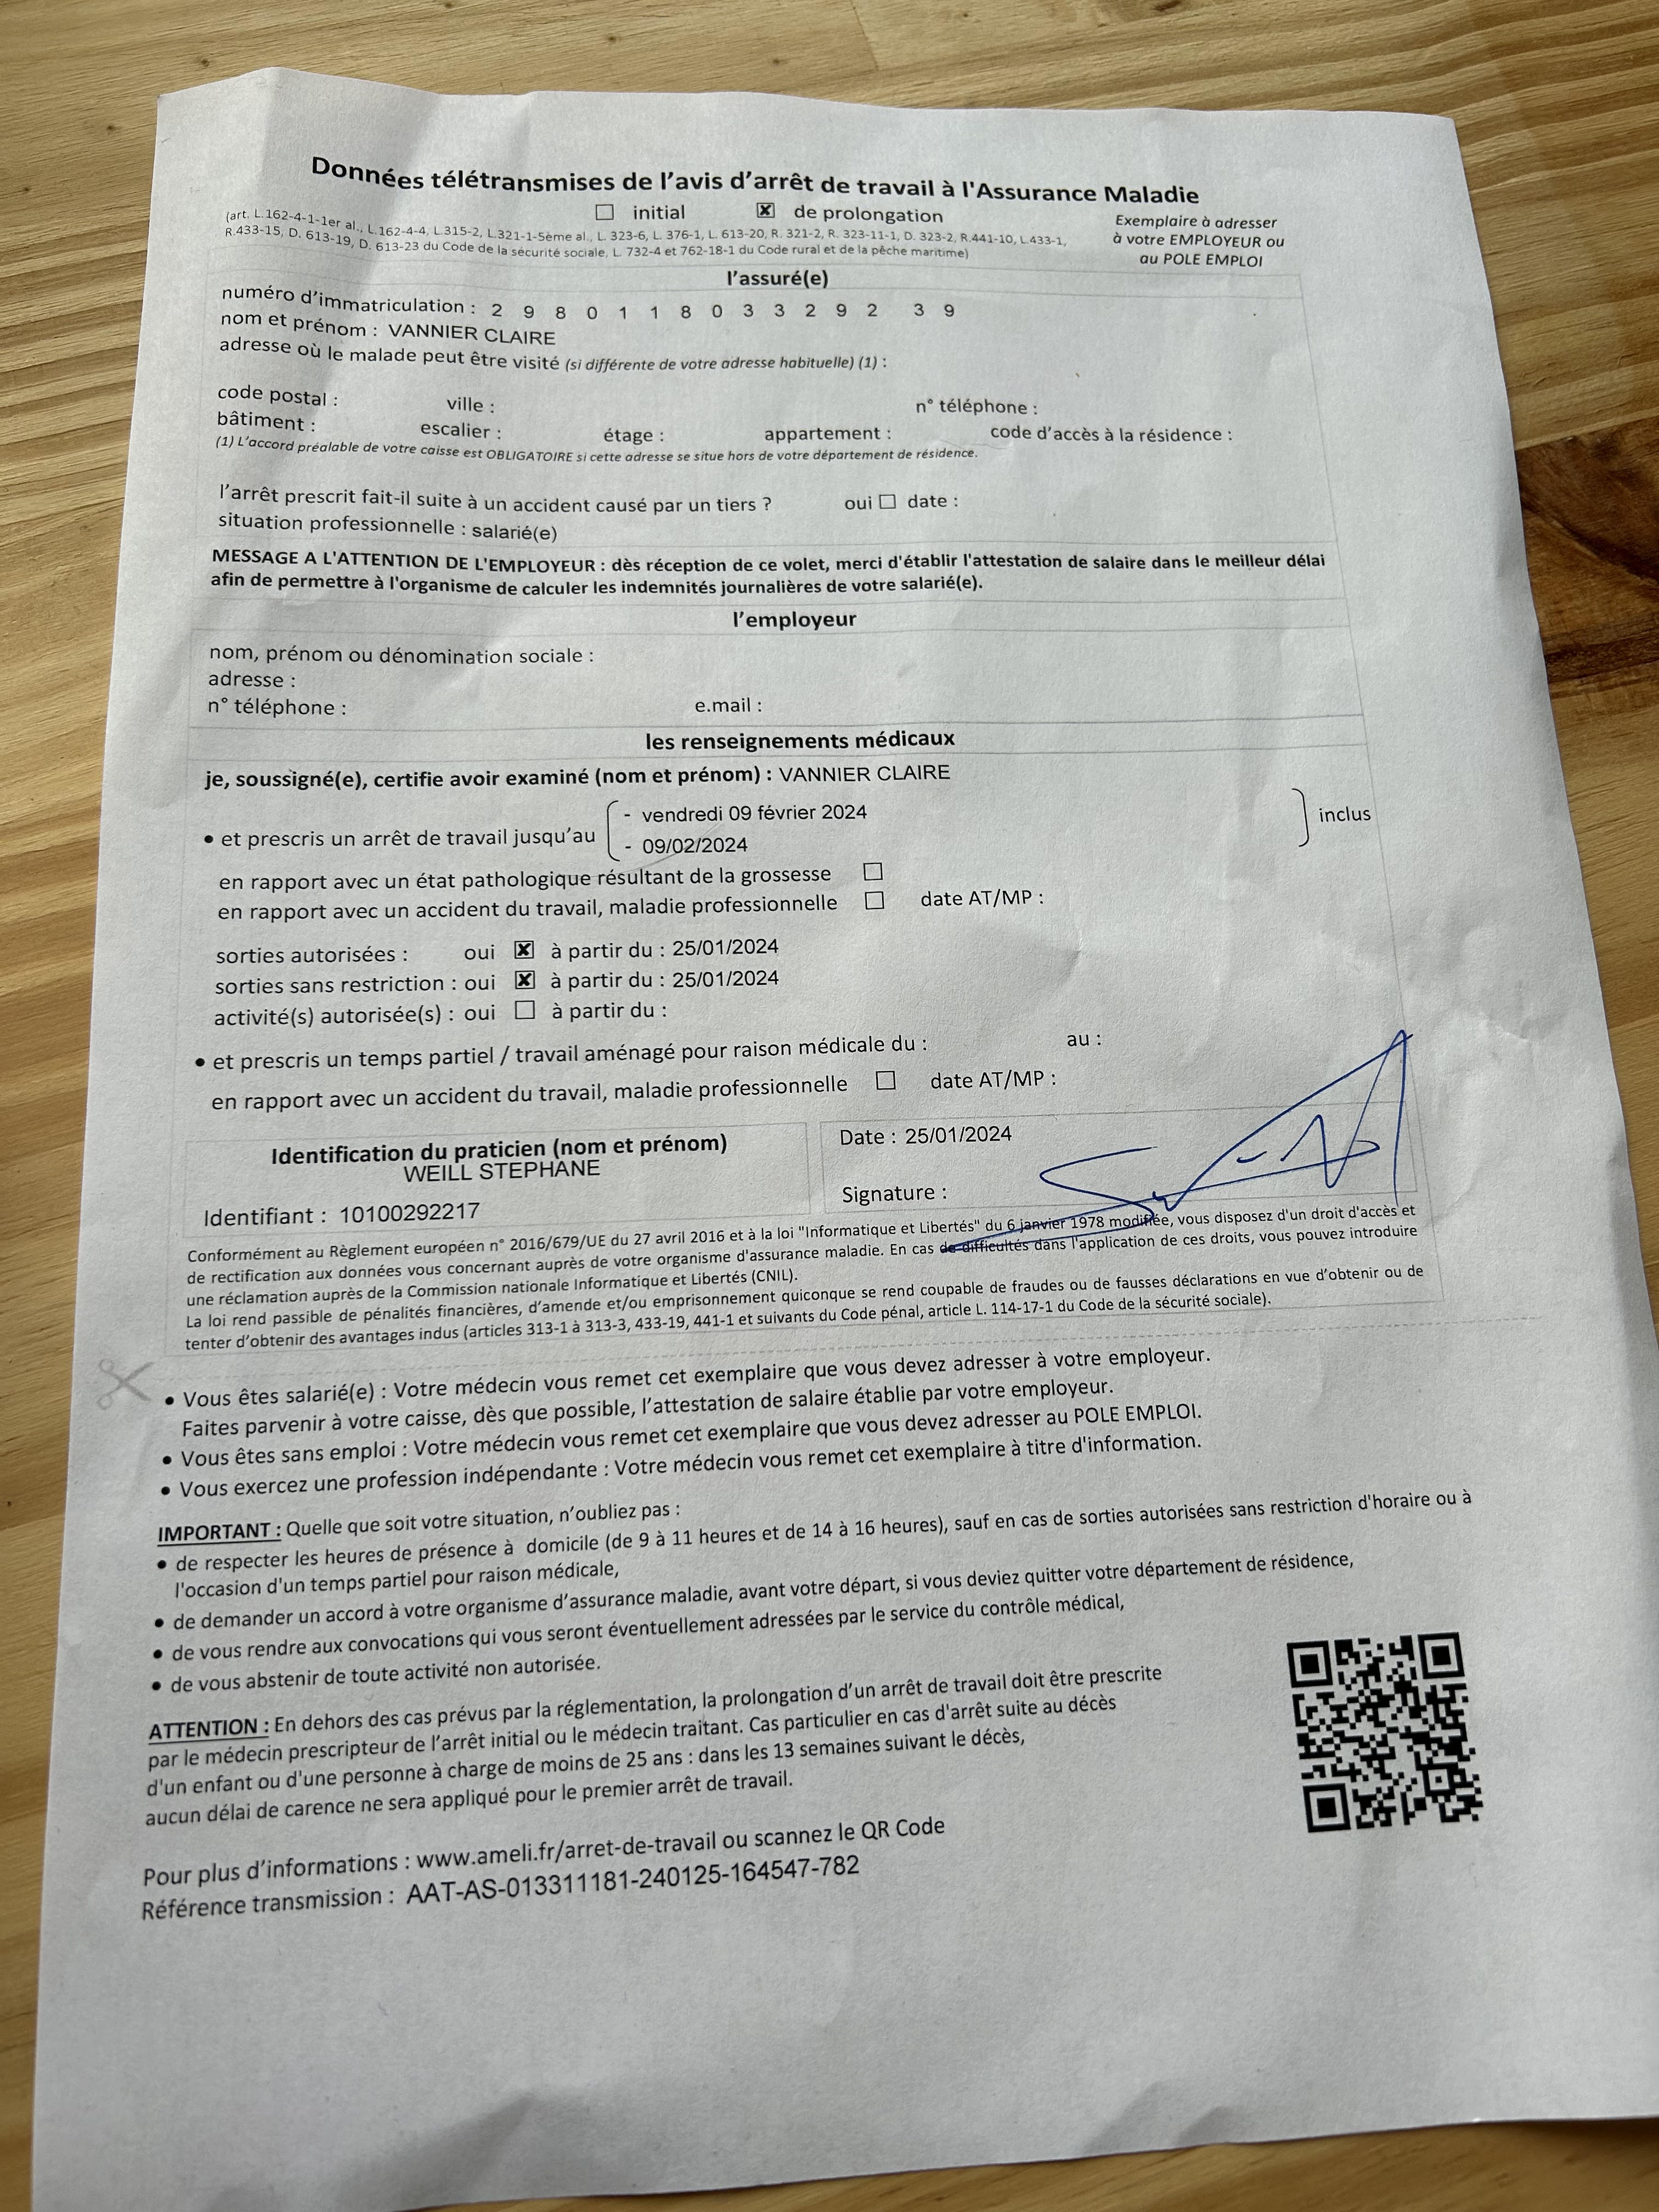 Données télétransmises de l'avis d'arrêt de travail à l'Assurance Maladie
initial de prolongation
Exemplaire à adresser
à votre EMPLOYEUR ou
au POLE EMPLOI
(art. L.162-4-1-1er al., L.162-4-4, L.315-2, L.321-1-5ème al., L. 323-6, L. 376-1, L. 613-20, R. 321-2, R. 323-11-1, D. 323-2, R.441-10, L.433-1,
R.433-15, D. 613-19, D. 613-23 du Code de la sécurité sociale, L. 732-4 et 762-18-1 du Code rural et de la pêche maritime)
l'assuré(e)
numéro d'immatriculation : 2 9 8 0 1 1 8 0 3 3 2 9 2 3 9
nom et prénom : VANNIER CLAIRE
adresse où le malade peut être visité (si différente de votre adresse habituelle) (1) :
code postal : ville : n° téléphone :
bâtiment : escalier : étage : appartement : code d'accès à la résidence :
(1) L'accord préalable de votre caisse est OBLIGATOIRE si cette adresse se situe hors de votre département de résidence.
l'arrêt prescrit fait-il suite à un accident causé par un tiers ? oui date :
situation professionnelle : salarié(e)
MESSAGE A L'ATTENTION DE L'EMPLOYEUR : dès réception de ce volet, merci d'établir l'attestation de salaire dans le meilleur délai
afin de permettre à l'organisme de calculer les indemnités journalières de votre salarié(e).
l'employeur
nom, prénom ou dénomination sociale :
adresse :
n° téléphone : e.mail :
les renseignements médicaux
je, soussigné(e), certifie avoir examiné (nom et prénom) : VANNIER CLAIRE
- vendredi 09 février 2024
• et prescris un arrêt de travail jusqu'au inclus
- 09/02/2024
en rapport avec un état pathologique résultant de la grossesse
en rapport avec un accident du travail, maladie professionnelle date AT/MP :
sorties autorisées : oui à partir du : 25/01/2024
sorties sans restriction : oui à partir du : 25/01/2024
activité(s) autorisée(s) : oui à partir du :
• et prescris un temps partiel / travail aménagé pour raison médicale du : au :
en rapport avec un accident du travail, maladie professionnelle date AT/MP :
Identification du praticien (nom et prénom)
WEILL STEPHANE
Identifiant : 10100292217
Date : 25/01/2024
Signature :
Conformément au Règlement européen n° 2016/679/UE du 27 avril 2016 et à la loi "Informatique et Libertés" du 6 janvier 1978 modifiée, vous disposez d'un droit d'accès et
de rectification aux données vous concernant auprès de votre organisme d'assurance maladie. En cas de difficultés dans l'application de ces droits, vous pouvez introduire
une réclamation auprès de la Commission nationale Informatique et Libertés (CNIL).
La loi rend passible de pénalités financières, d'amende et/ou emprisonnement quiconque se rend coupable de fraudes ou de fausses déclarations en vue d'obtenir ou de
tenter d'obtenir des avantages indus (articles 313-1 à 313-3, 433-19, 441-1 et suivants du Code pénal, article L. 114-17-1 du Code de la sécurité sociale).
• Vous êtes salarié(e) : Votre médecin vous remet cet exemplaire que vous devez adresser à votre employeur.
Faites parvenir à votre caisse, dès que possible, l'attestation de salaire établie par votre employeur.
• Vous êtes sans emploi : Votre médecin vous remet cet exemplaire que vous devez adresser au POLE EMPLOI.
• Vous exercez une profession indépendante : Votre médecin vous remet cet exemplaire à titre d'information.
IMPORTANT : Quelle que soit votre situation, n'oubliez pas :
• de respecter les heures de présence à domicile (de 9 à 11 heures et de 14 à 16 heures), sauf en cas de sorties autorisées sans restriction d'horaire ou à
l'occasion d'un temps partiel pour raison médicale,
• de demander un accord à votre organisme d'assurance maladie, avant votre départ, si vous deviez quitter votre département de résidence,
• de vous rendre aux convocations qui vous seront éventuellement adressées par le service du contrôle médical,
• de vous abstenir de toute activité non autorisée.
ATTENTION : En dehors des cas prévus par la réglementation, la prolongation d'un arrêt de travail doit être prescrite
par le médecin prescripteur de l'arrêt initial ou le médecin traitant. Cas particulier en cas d'arrêt suite au décès
d'un enfant ou d'une personne à charge de moins de 25 ans : dans les 13 semaines suivant le décès,
aucun délai de carence ne sera appliqué pour le premier arrêt de travail.
Pour plus d'informations : www.ameli.fr/arret-de-travail ou scannez le QR Code
Référence transmission : AAT-AS-013311181-240125-164547-782